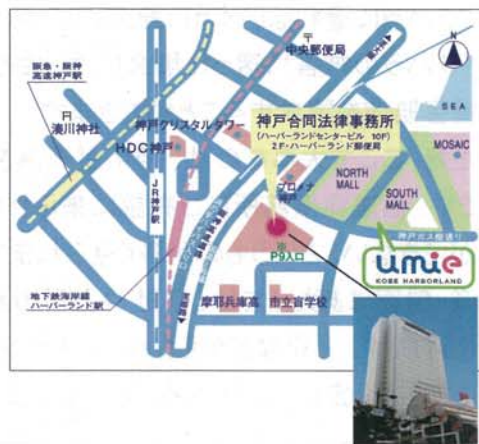 中央郵便局
阪急・阪神
高速神戸駅
N
SEA
湊川神社
神戸クリスタルタワー
HDC神戸
神戸合同法律事務所
(ハーバーランドセンタービル 10F)
2F・ハーバーランド郵便局
MOSAIC
プロメナ
神戸
NORTH
MALL
SOUTH
MALL
JR神戸駅
神戸ガス燈通り
P9入口
umie
KOBE HARBORLAND
地下鉄海岸線
ハーバーランド駅
摩耶兵庫高
市立盲学校